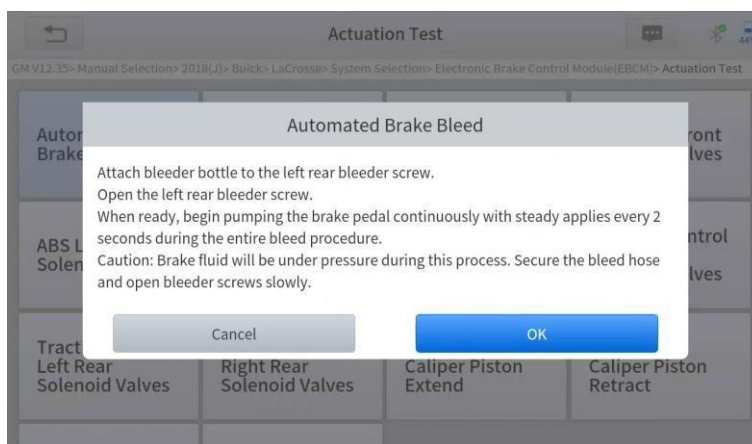 Actuation Test
GM V12.35> Manual Selection> 2018(J)> Buick> LaCrosse> System Selection> Electronic Brake Control Module(EBCM)> Actuation Test
Automated Brake Bleed
Attach bleeder bottle to the left rear bleeder screw.
Open the left rear bleeder screw.
When ready, begin pumping the brake pedal continuously with steady applies every 2
seconds during the entire bleed procedure.
Caution: Brake fluid will be under pressure during this process. Secure the bleed hose
and open bleeder screws slowly.
Cancel
OK
Autor
Brake
ront
lves
ABS L
Solen
ntrol
lves
Tract
Left Rear
Solenoid Valves
Right Rear
Solenoid Valves
Caliper Piston
Extend
Caliper Piston
Retract